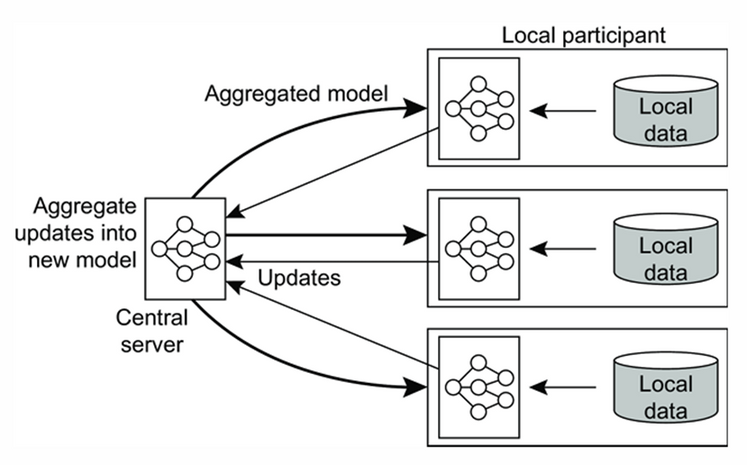 Local participant
Aggregated model
Local
data
Aggregate
updates into
new model
Local
data
Updates
Central
server
Local
data